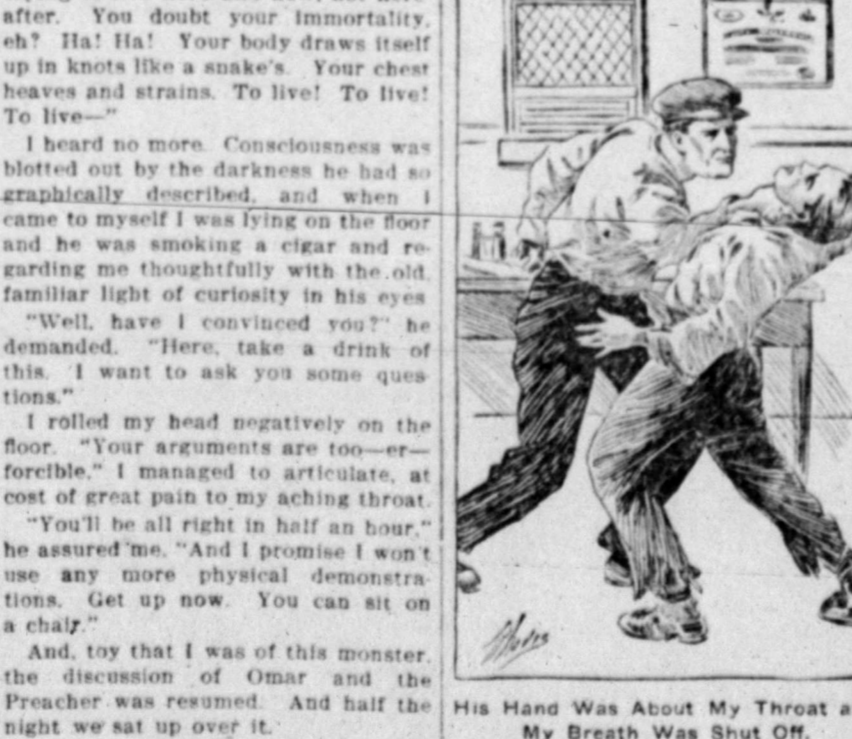 after. You doubt your immortality,
eh? Ha! Ha! Your body draws itself
up in knots like a snake's. Your chest
heaves and strains. To live! To live!
To live—"
I heard no more. Consciousness was
blotted out by the darkness he had so
graphically described, and when I
came to myself I was lying on the floor
and he was smoking a cigar and re-
garding me thoughtfully with the old,
familiar light of curiosity in his eyes
"Well, have I convinced you?" he
demanded. "Here, take a drink of
this. I want to ask you some ques
tions."
I rolled my head negatively on the
floor. "Your arguments are too—er—
forcible," I managed to articulate, at
cost of great pain to my aching throat.
"You'll be all right in half an hour,"
he assured me. "And I promise I won't
use any more physical demonstra
tions. Get up now. You can sit on
a chair."
And, toy that I was of this monster,
the discussion of Omar and the
Preacher was resumed. And half the
night we sat up over it.
His Hand Was About My Throat a
My Breath Was Shut Off.